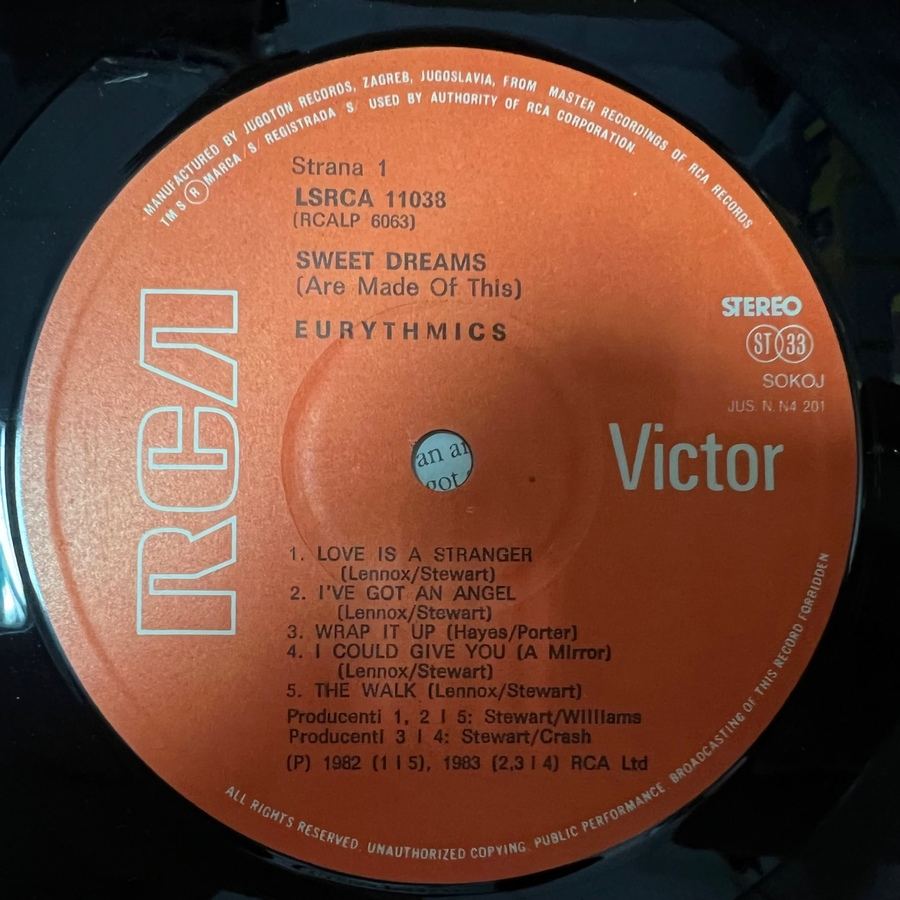 MANUFACTURED BY JUGOTON RECORDS, ZAGREB, JUGOSLAVIA, FROM MASTER RECORDINGS OF RCA RECORDS
TM S ® MARCA /S/ REGISTRADA /S/ USED BY AUTHORITY OF RCA CORPORATION.
Strana 1
LSRCA 11038
(RCALP 6063)
SWEET DREAMS
(Are Made Of This)
EURYTHMICS
RCA
STEREO
ST 33
SOKOJ
JUS. N. N4 201
Victor
an an
got
1. LOVE IS A STRANGER
(Lennox/Stewart)
2. I'VE GOT AN ANGEL
(Lennox/Stewart)
3. WRAP IT UP (Hayes/Porter)
4. I COULD GIVE YOU (A Mirror)
(Lennox/Stewart)
5. THE WALK (Lennox/Stewart)
Producenti 1, 2 i 5: Stewart/Williams
Producenti 3 i 4: Stewart/Crash
(P) 1982 (1 i 5), 1983 (2,3 i 4) RCA Ltd
ALL RIGHTS RESERVED. UNAUTHORIZED COPYING. PUBLIC PERFORMANCE. BROADCASTING OF THIS RECORD FORBIDDEN